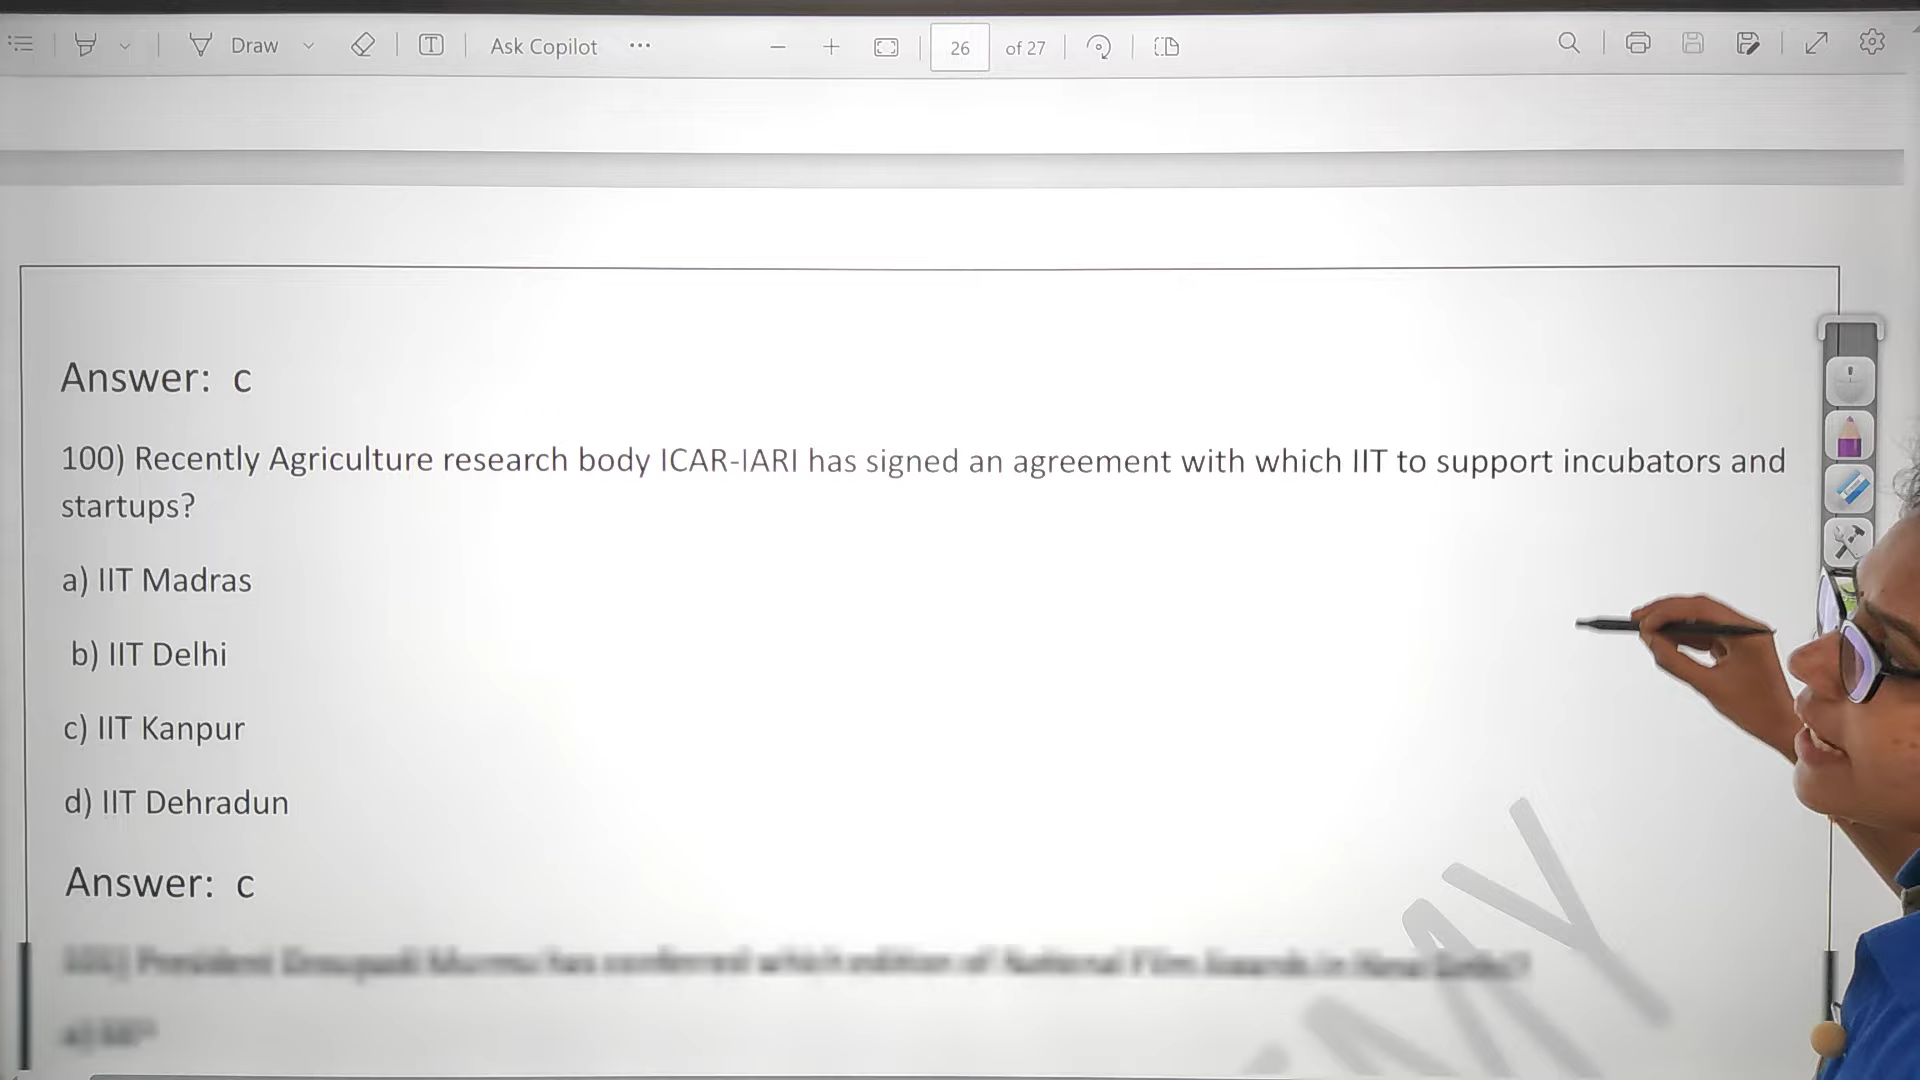 Draw
Ask Copilot
26 of 27
Answer: c
100) Recently Agriculture research body ICAR-IARI has signed an agreement with which IIT to support incubators and
startups?
a) IIT Madras
b) IIT Delhi
c) IIT Kanpur
d) IIT Dehradun
Answer: c